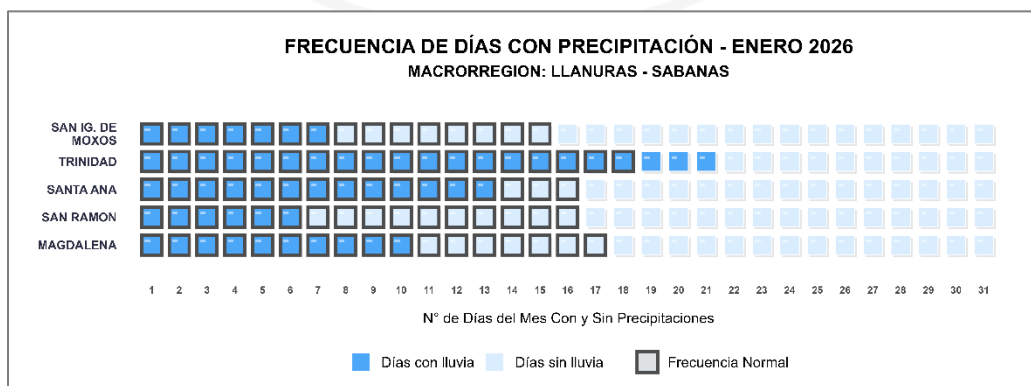 FRECUENCIA DE DÍAS CON PRECIPITACIÓN - ENERO 2026
MACRORREGION: LLANURAS - SABANAS
SAN IG. DE
MOXOS
TRINIDAD
SANTA ANA
SAN RAMON
MAGDALENA
1 2 3 4 5 6 7 8 9 10 11 12 13 14 15 16 17 18 19 20 21 22 23 24 25 26 27 28 29 30 31
N° de Días del Mes Con y Sin Precipitaciones
Días con lluvia Días sin lluvia Frecuencia Normal